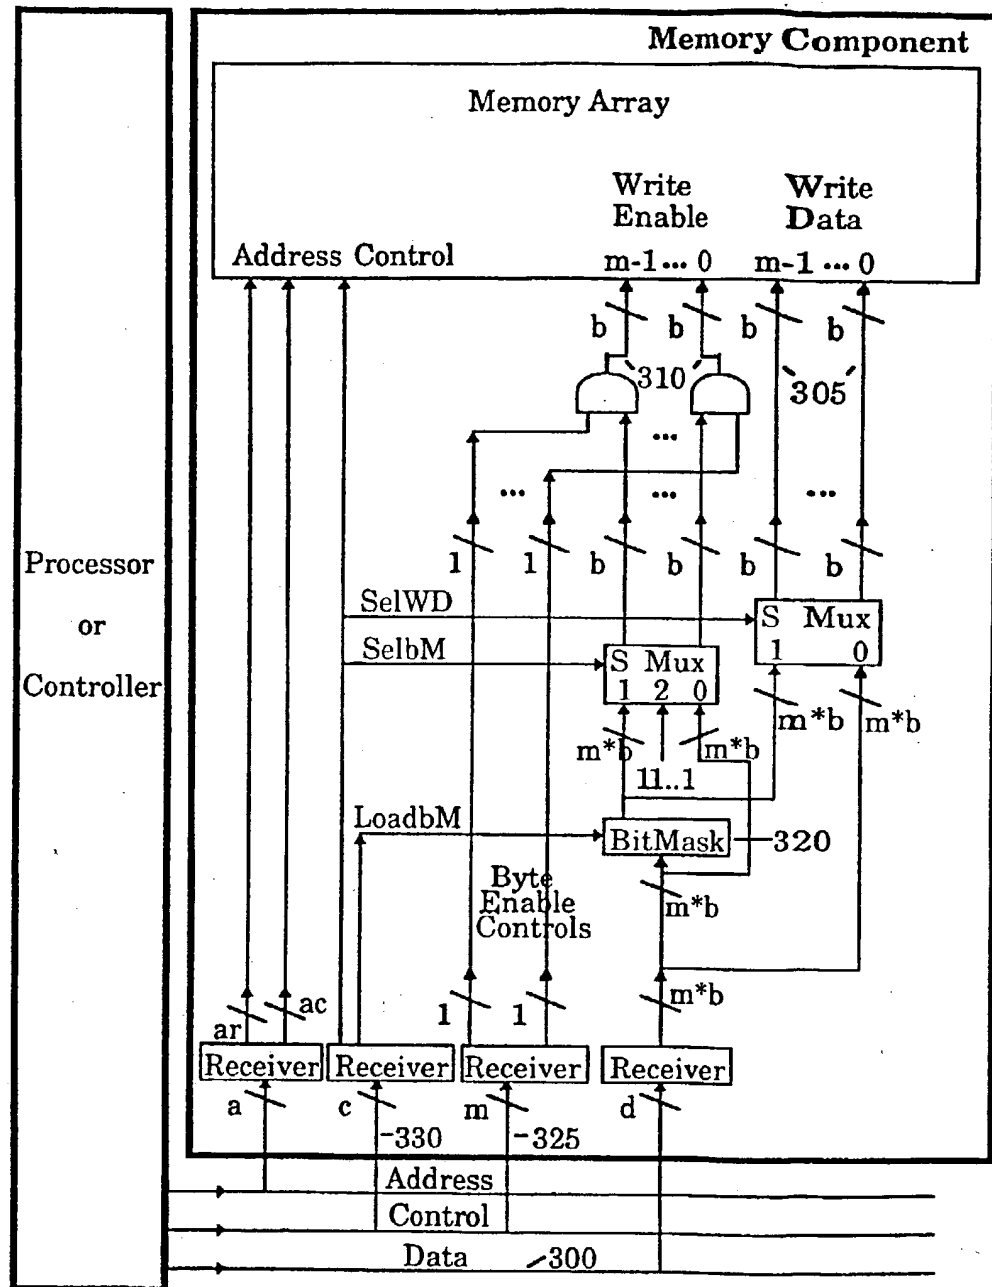 Memory Component
Memory Array
Write Enable
Write Data
Address Control
m-1 ... 0 m-1 ... 0
b b b b
310 305
...
... ... ...
1 1 b b b b
Processor or Controller
SelWD
S Mux
1 0
SelbM
S Mux
1 2 0
m*b m*b
m*b m*b
11..1
LoadbM
BitMask
320
Byte Enable Controls
m*b
m*b
ar ac 1 1
Receiver Receiver Receiver Receiver
a c m d
330 325
Address
Control
Data 300